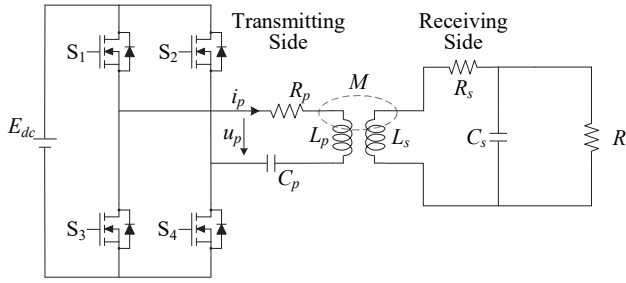 Transmitting
Side
Receiving
Side
S1
S2
Rp
M
Rs
ip
Edc
up
Lp
Ls
Cs
R
Cp
S3
S4